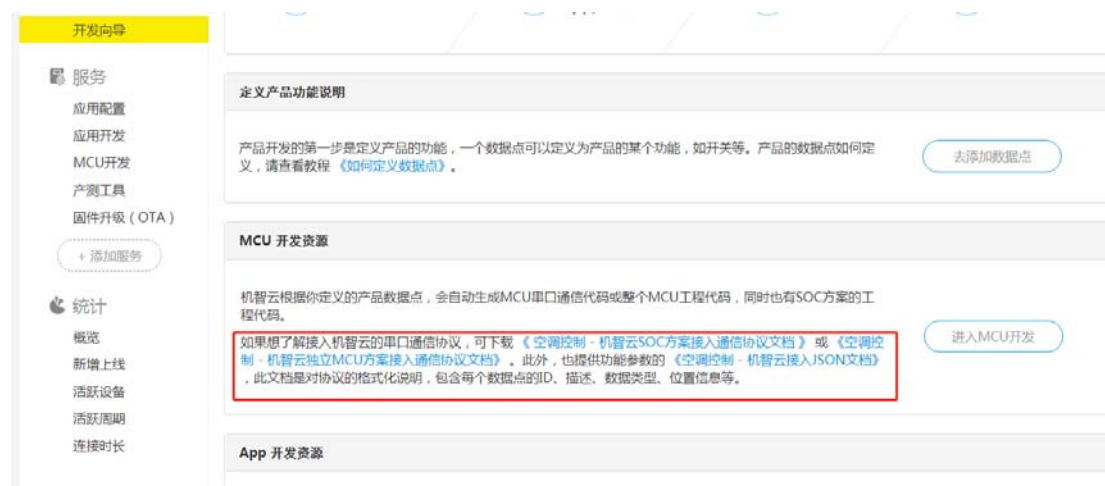 开发向导
服务
应用配置
应用开发
MCU开发
产测工具
固件升级（OTA）
+ 添加服务
统计
概览
新增上线
活跃设备
活跃周期
连接时长
定义产品功能说明
产品开发的第一步是定义产品的功能，一个数据点可以定义为产品的某个功能，如开关等。产品的数据点如何定
义，请查看教程《如何定义数据点》。
去添加数据点
MCU 开发资源
机智云根据你定义的产品数据点，会自动生成MCU串口通信代码或整个MCU工程代码，同时也有SOC方案的工
程代码。
如果想了解接入机智云的串口通信协议，可下载《 空调控制 - 机智云SOC方案接入通信协议文档 》或《空调控
制 - 机智云独立MCU方案接入通信协议文档》。此外，也提供功能参数的《空调控制 - 机智云接入JSON文档》
，此文档是对协议的格式化说明，包含每个数据点的ID、描述、数据类型、位置信息等。
进入MCU开发
App 开发资源